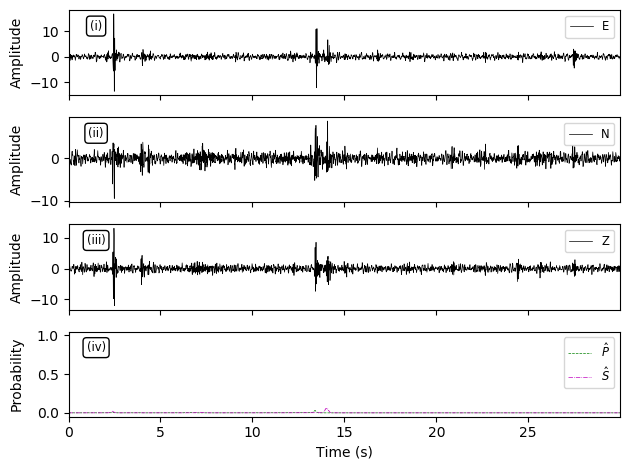 (i)
E
10
0
−10
Amplitude
(ii)
N
0
−10
Amplitude
(iii)
Z
10
0
−10
Amplitude
(iv)
P̂
Ŝ
1.0
0.5
0.0
Probability
0 5 10 15 20 25
Time (s)